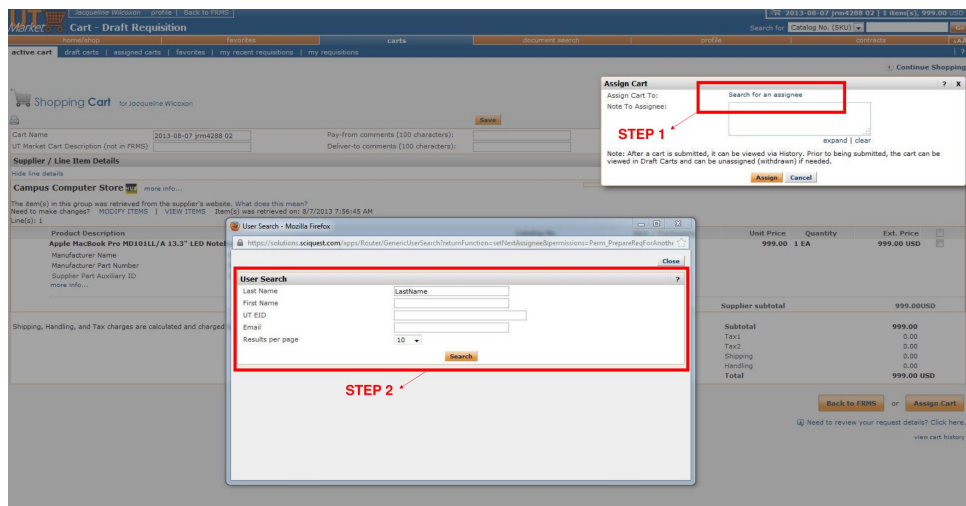 Jacqueline Wilcoxon profile | Back to FRMS
2013-08-07 jrm4288 02 | 1 item(s), 999.00 USD
UT Market
Cart - Draft Requisition
Search for Catalog No. (SKU) Go
home/shop favorites carts document search profile contracts
active cart draft carts | assigned carts | favorites | my recent requisitions | my requisitions
Continue Shopping
Assign Cart ? X
Assign Cart To: Search for an assignee
Note To Assignee:
STEP 1
expand | clear
Note: After a cart is submitted, it can be viewed via History. Prior to being submitted, the cart can be
viewed in Draft Carts and can be unassigned (withdrawn) if needed.
Assign Cancel
Shopping Cart for Jacqueline Wilcoxon
Save
Cart Name 2013-08-07 jrm4288 02 Pay-from comments (100 characters):
UT Market Cart Description (not in FRMS) Deliver-to comments (100 characters):
Supplier / Line Item Details
Hide line details
Campus Computer Store more info...
The item(s) in this group was retrieved from the supplier's website. What does this mean?
Need to make changes? MODIFY ITEMS | VIEW ITEMS Item(s) was retrieved on: 8/7/2013 7:56:45 AM
Line(s): 1
Product Description Unit Price Quantity Ext. Price
Apple MacBook Pro MD101LL/A 13.3" LED 999.00 1 EA 999.00 USD
Manufacturer Name
Manufacturer Part Number
Supplier Part Auxiliary ID
more info...
User Search - Mozilla Firefox
https://solutions.sciquest.com/apps/Router/GenericUserSearch?returnFunction=setNextAssignee&permissions=Perm_PrepareReqForAnothe
Close
User Search ?
Last Name LastName
First Name
UT EID
Email
Results per page 10
Search
STEP 2
Supplier subtotal 999.00USD
Shipping, Handling, and Tax charges are calculated and charged
Subtotal 999.00
Tax1 0.00
Tax2 0.00
Shipping 0.00
Handling 0.00
Total 999.00 USD
Back to FRMS or Assign Cart
Need to review your request details? Click here.
view cart history